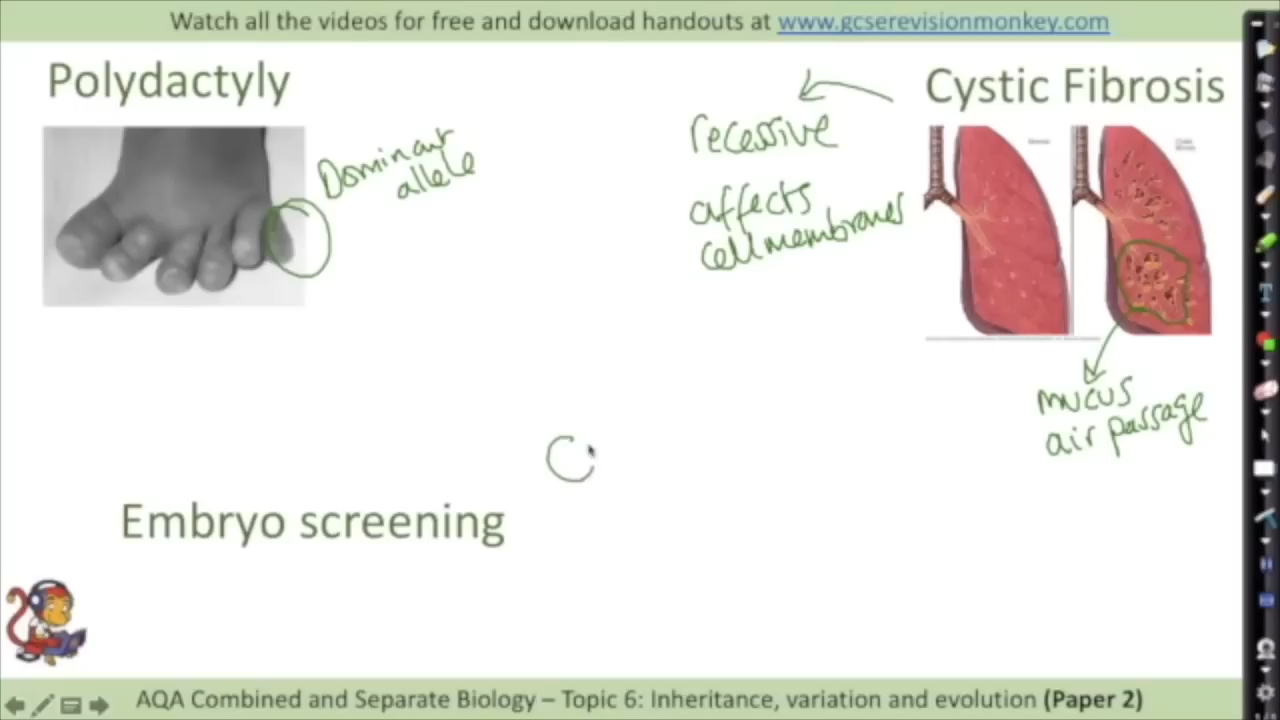 Watch all the videos for free and download handouts at www.gcserevisionmonkey.com
Polydactyly
Dominant
allele
recessive
affects
cell membranes
Cystic Fibrosis
mucus
air passage
Embryo screening
AQA Combined and Separate Biology – Topic 6: Inheritance, variation and evolution (Paper 2)